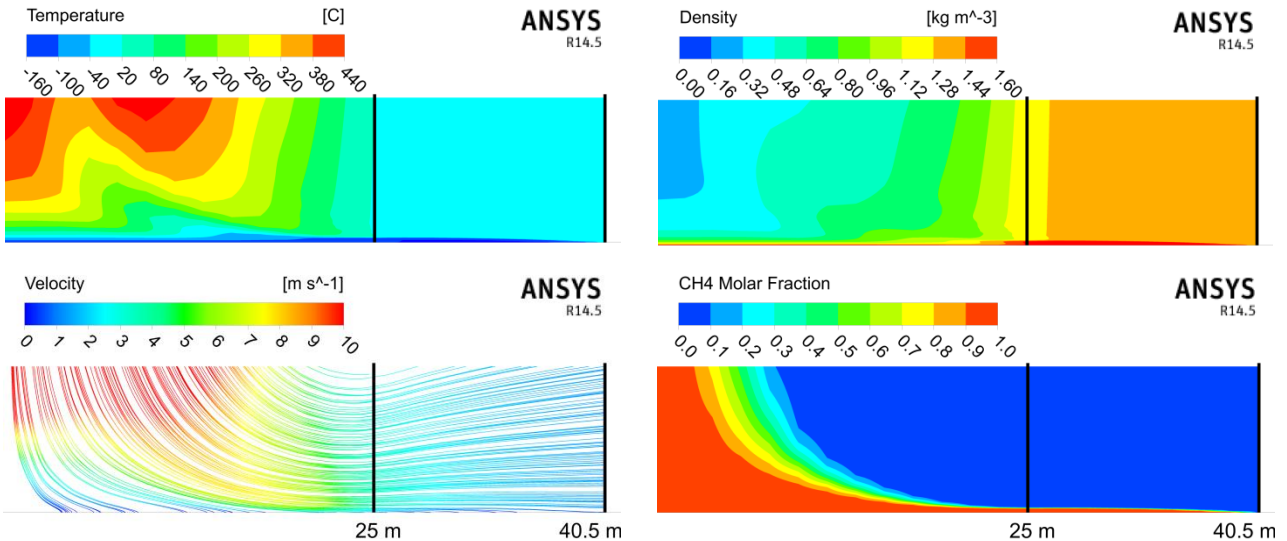 Temperature [C]
ANSYS
R14.5
-160 -100 -40 20 80 140 200 260 320 380 440
Density [kg m^-3]
ANSYS
R14.5
0.00 0.16 0.32 0.48 0.64 0.80 0.96 1.12 1.28 1.44 1.60
Velocity [m s^-1]
ANSYS
R14.5
0 1 2 3 4 5 6 7 8 9 10
25 m 40.5 m
CH4 Molar Fraction
ANSYS
R14.5
0.0 0.1 0.2 0.3 0.4 0.5 0.6 0.7 0.8 0.9 1.0
25 m 40.5 m